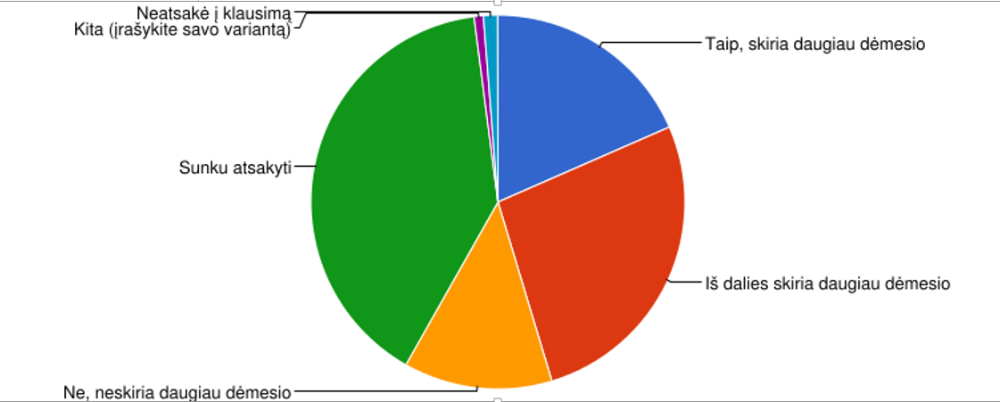 Neatsakė į klausimą
Kita (įrašykite savo variantą)
Taip, skiria daugiau dėmesio
Sunku atsakyti
Iš dalies skiria daugiau dėmesio
Ne, neskiria daugiau dėmesio